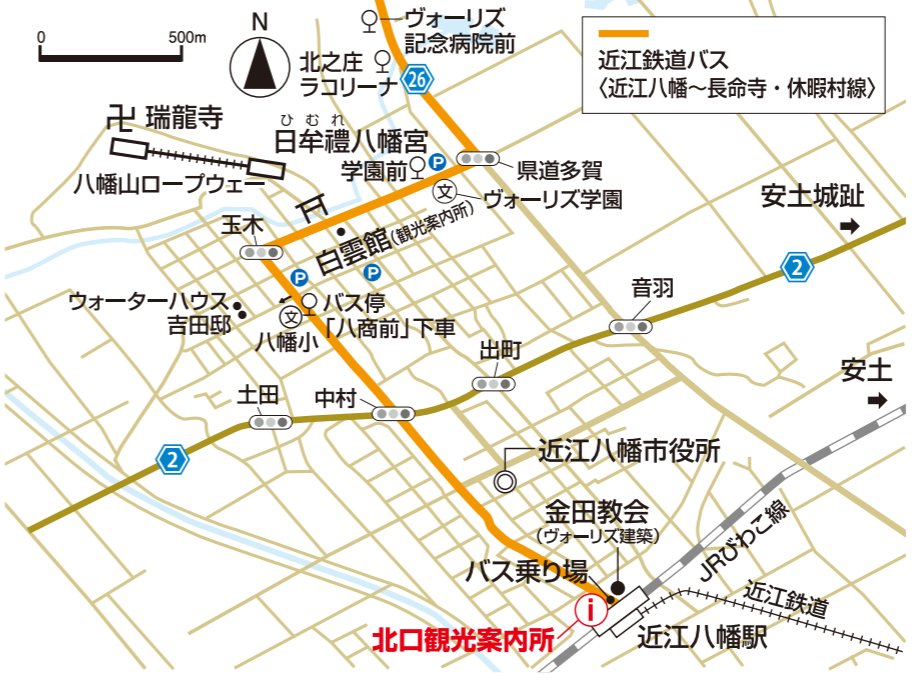 0 500m
N
ヴォーリズ
記念病院前
北之庄
ラコリーナ
26
近江鉄道バス
〈近江八幡～長命寺・休暇村線〉
卍 瑞龍寺
八幡山ロープウェー
ひむれ
日牟禮八幡宮
学園前
P
県道多賀
文
ヴォーリズ学園
安土城趾
玉木
白雲館(観光案内所)
P
P
2
ウォーターハウス
吉田邸
バス停
「八商前」下車
文
八幡小
音羽
出町
安土
土田
中村
2
近江八幡市役所
金田教会
(ヴォーリズ建築)
JRびわこ線
バス乗り場
近江鉄道
i
北口観光案内所
近江八幡駅